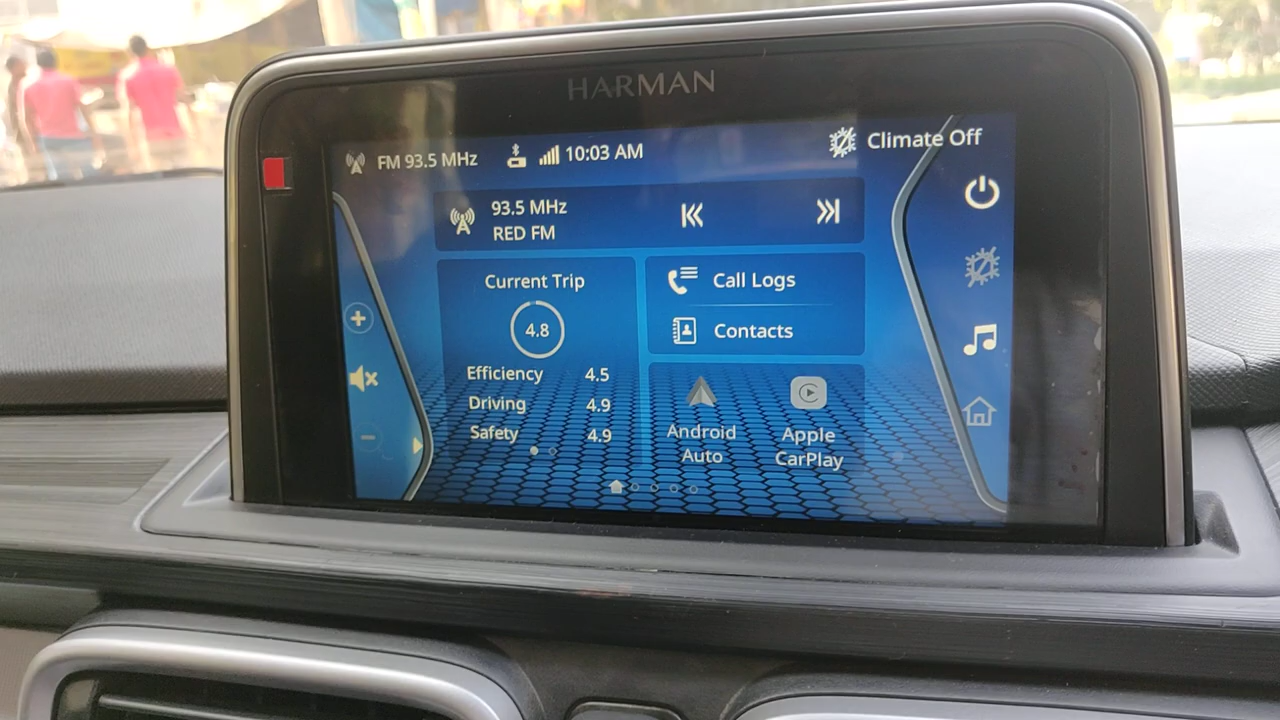 HARMAN
FM 93.5 MHz 10:03 AM Climate Off
93.5 MHz
RED FM
Current Trip
4.8
Efficiency 4.5
Driving 4.9
Safety 4.9
Call Logs
Contacts
Android
Auto
Apple
CarPlay